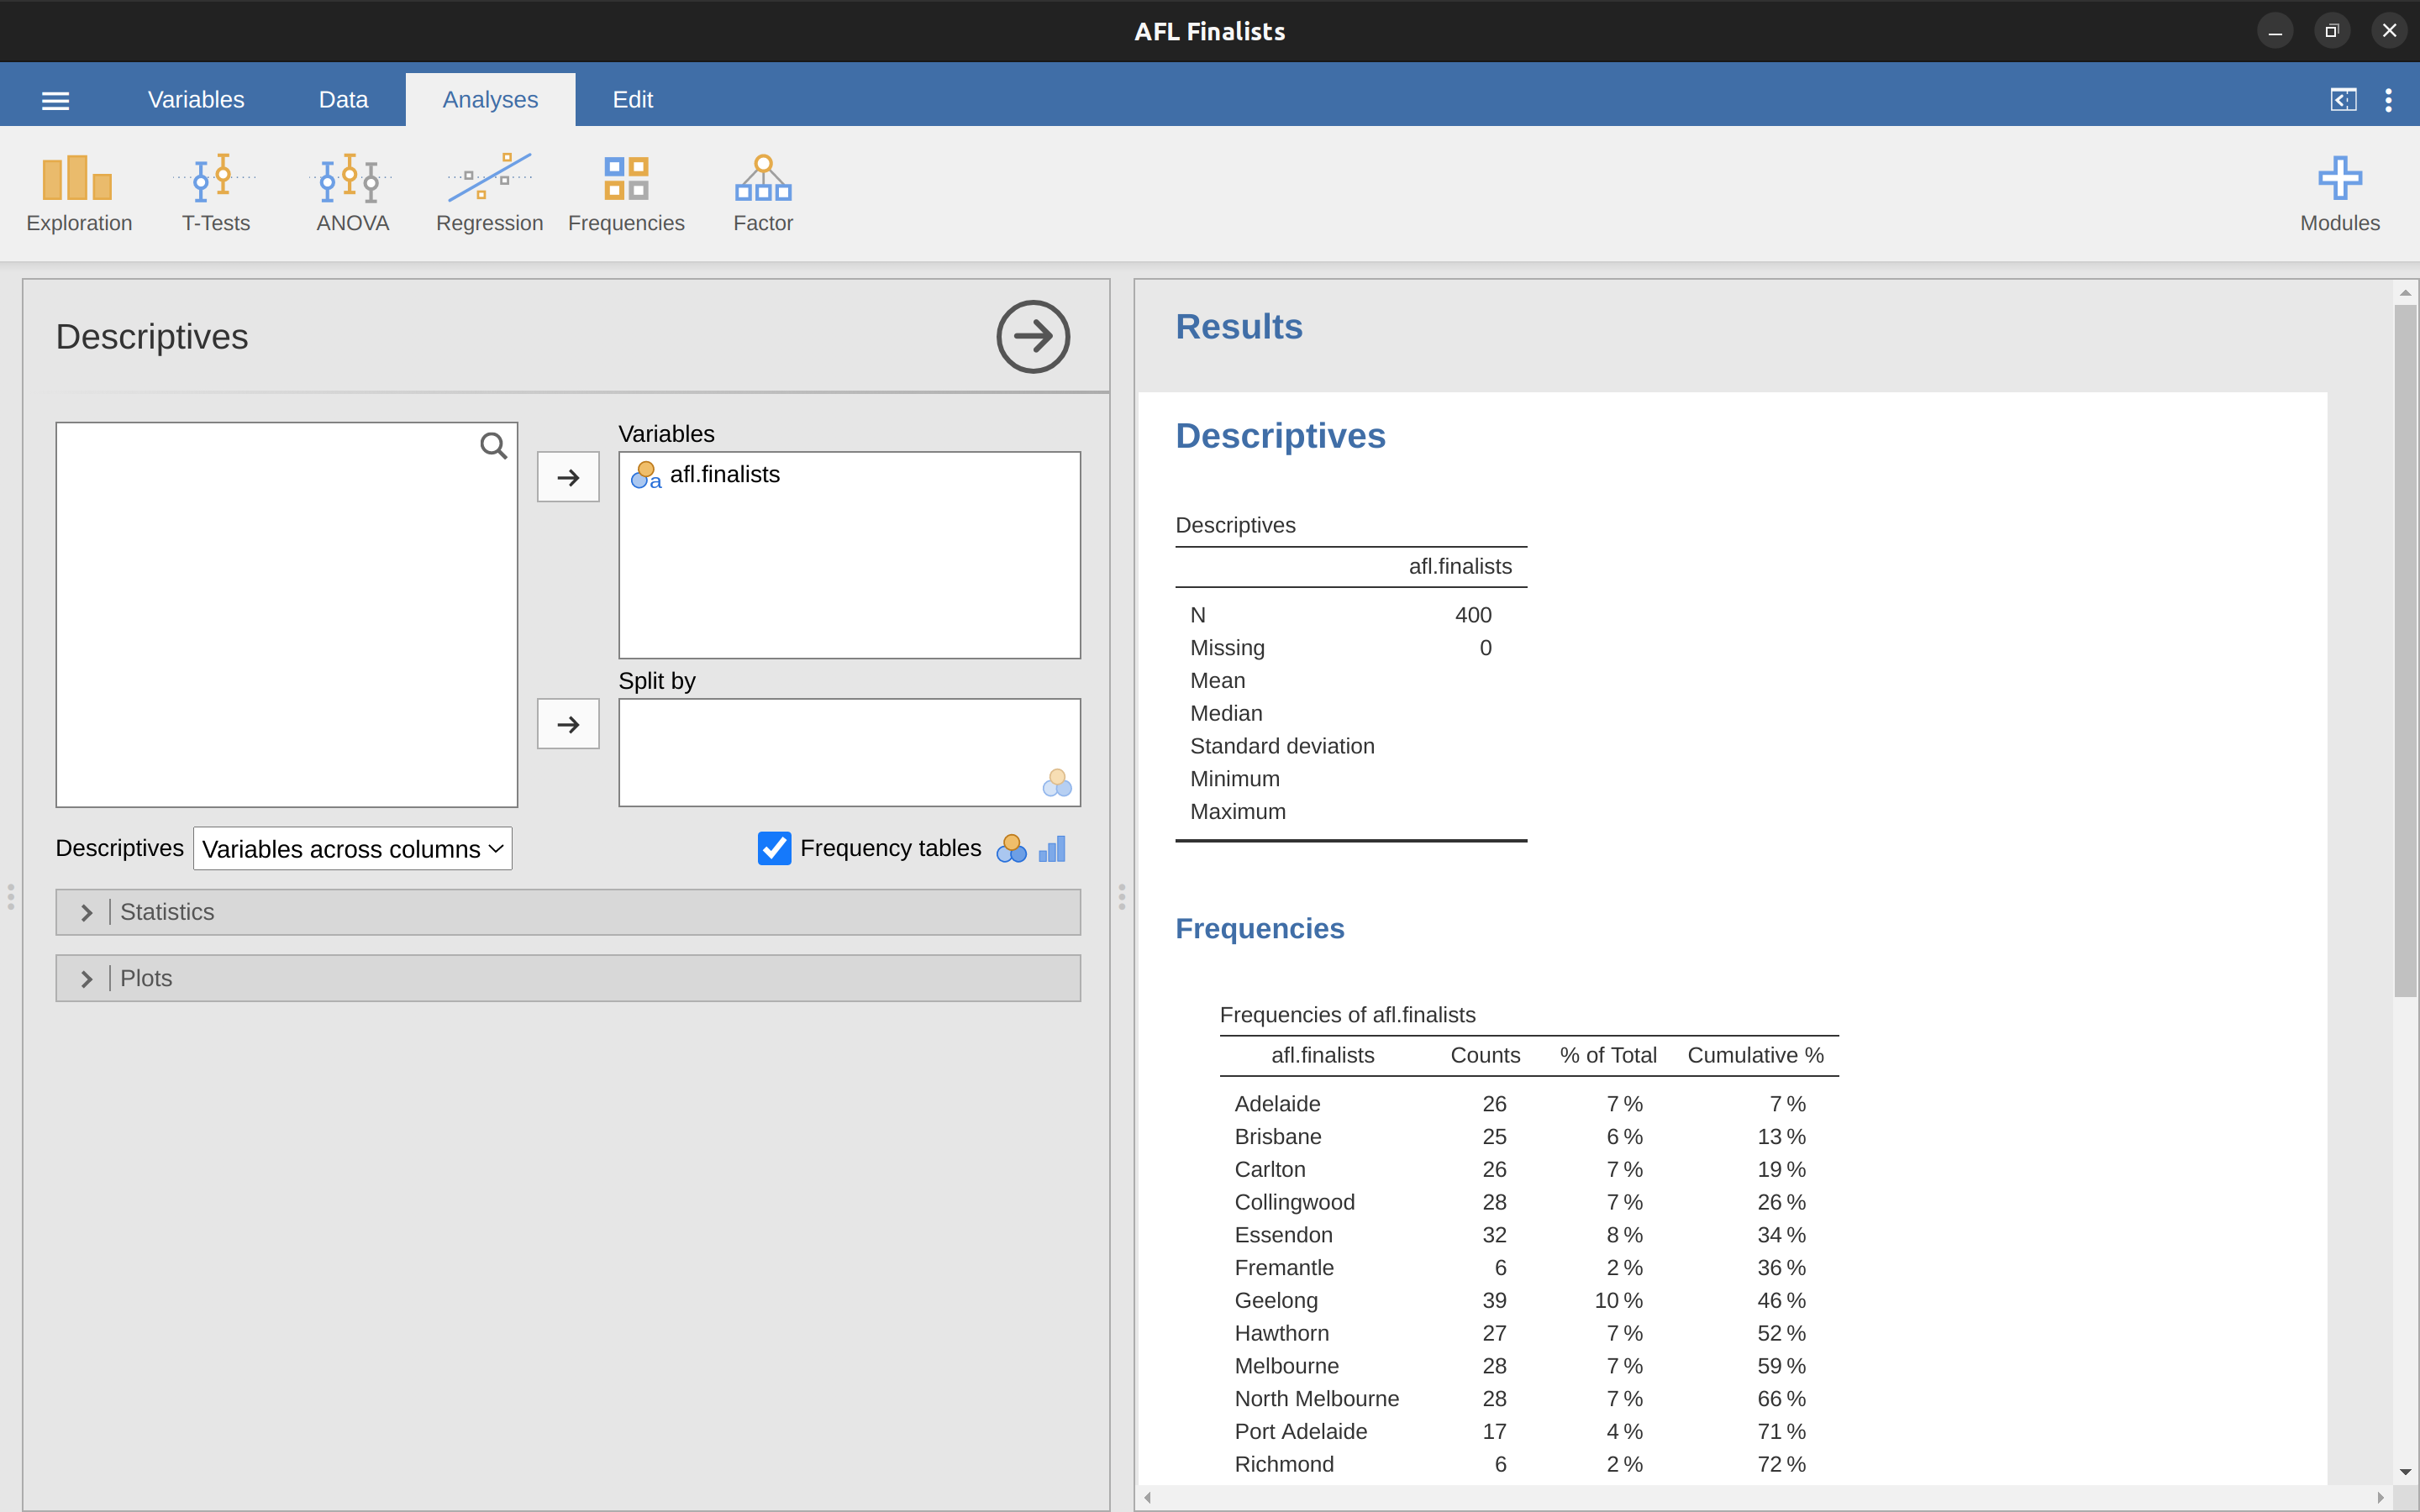 AFL Finalists
Variables Data Analyses Edit
Exploration T-Tests ANOVA Regression Frequencies Factor Modules
Descriptives
Variables
a afl.finalists
Split by
Descriptives Variables across columns Frequency tables
Statistics
Plots
Results
Descriptives
Descriptives
afl.finalists
N 400
Missing 0
Mean
Median
Standard deviation
Minimum
Maximum
Frequencies
Frequencies of afl.finalists
afl.finalists Counts % of Total Cumulative %
Adelaide 26 7 % 7 %
Brisbane 25 6 % 13 %
Carlton 26 7 % 19 %
Collingwood 28 7 % 26 %
Essendon 32 8 % 34 %
Fremantle 6 2 % 36 %
Geelong 39 10 % 46 %
Hawthorn 27 7 % 52 %
Melbourne 28 7 % 59 %
North Melbourne 28 7 % 66 %
Port Adelaide 17 4 % 71 %
Richmond 6 2 % 72 %